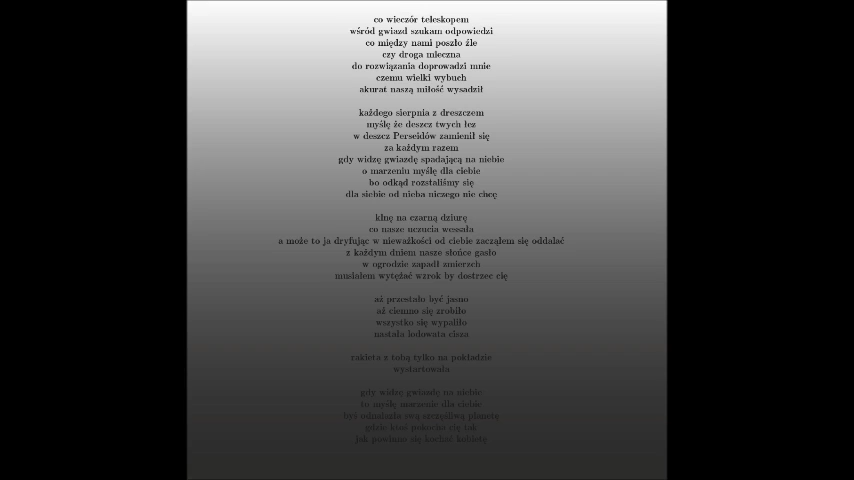 co wieczór teleskopem
wśród gwiazd szukam odpowiedzi
co między nami poszło źle
czy droga mleczna
do rozwiązania doprowadzi mnie
czemu wielki wybuch
akurat naszą miłość wysadził
każdego sierpnia z dreszczem
myślę że deszcz twych łez
w deszcz Perseidów zamienił się
za każdym razem
gdy widzę gwiazdę spadającą na niebie
o marzeniu myślę dla ciebie
bo odkąd rozstaliśmy się
dla siebie od nieba niczego nie chcę
klnę na czarną dziurę
co nasze uczucia wessała
a może to ja dryfując w nieważkości od ciebie zacząłem się oddalać
z każdym dniem nasze słońce gasło
w ogrodzie zapadł zmierzch
musiałem wytężać wzrok by dostrzec cię
aż przestało być jasno
aż ciemno się zrobiło
wszystko się wypaliło
nastała lodowata cisza
rakieta z tobą tylko na pokładzie
wystartowała
gdy widzę gwiazdę na niebie
to myślę marzenie dla ciebie
byś odnalazła swą szczęśliwą planetę
gdzie ktoś pokocha cię tak
jak powinno się kochać kobietę